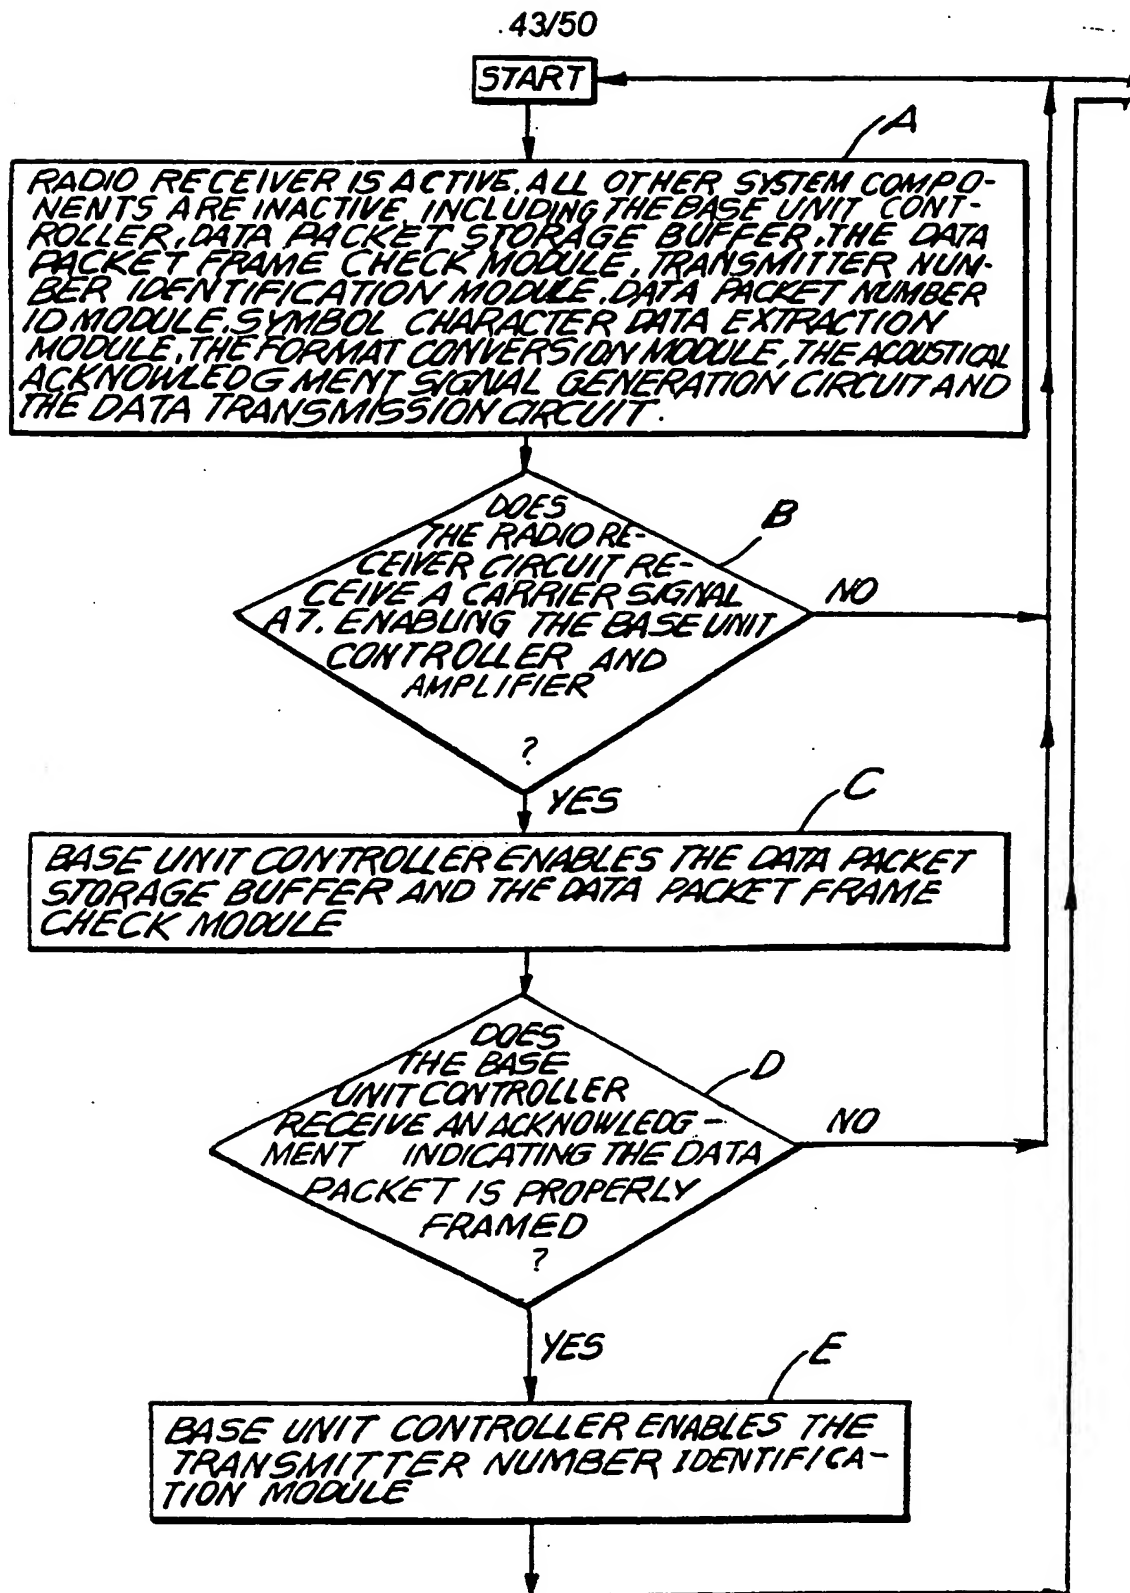 .43/50
START
A
RADIO RECEIVER IS ACTIVE. ALL OTHER SYSTEM COMPO-
NENTS ARE INACTIVE, INCLUDING THE BASE UNIT CONT-
ROLLER, DATA PACKET STORAGE BUFFER, THE DATA
PACKET FRAME CHECK MODULE, TRANSMITTER NUM-
BER IDENTIFICATION MODULE, DATA PACKET NUMBER
ID MODULE, SYMBOL CHARACTER DATA EXTRACTION
MODULE, THE FORMAT CONVERSION MODULE, THE ACOUSTICAL
ACKNOWLEDG MENT SIGNAL GENERATION CIRCUIT AND
THE DATA TRANSMISSION CIRCUIT.
B
DOES
THE RADIO RE-
CEIVER CIRCUIT RE-
CEIVE A CARRIER SIGNAL
A7. ENABLING THE BASE UNIT
CONTROLLER AND
AMPLIFIER
?
NO
YES
C
BASE UNIT CONTROLLER ENABLES THE DATA PACKET
STORAGE BUFFER AND THE DATA PACKET FRAME
CHECK MODULE
D
DOES
THE BASE
UNIT CONTROLLER
RECEIVE AN ACKNOWLEDG-
MENT INDICATING THE DATA
PACKET IS PROPERLY
FRAMED
?
NO
YES
E
BASE UNIT CONTROLLER ENABLES THE
TRANSMITTER NUMBER IDENTIFICA-
TION MODULE